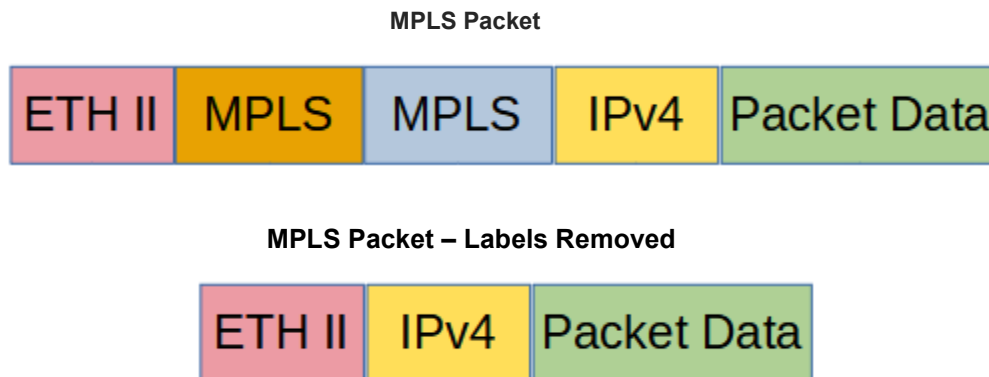 MPLS Packet
ETH II MPLS MPLS IPv4 Packet Data
MPLS Packet – Labels Removed
ETH II IPv4 Packet Data